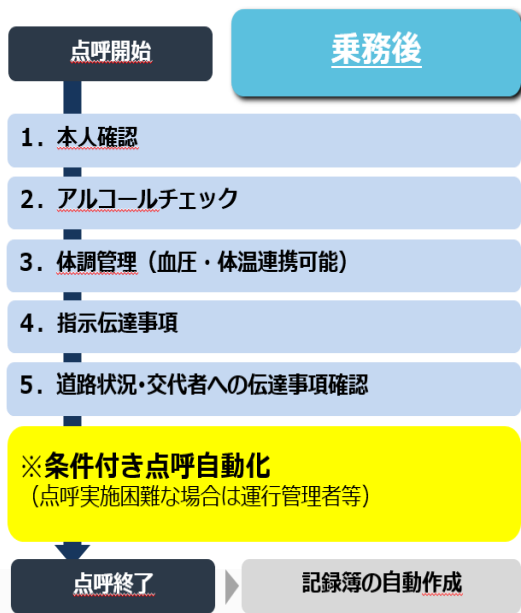 点呼開始
乗務後
1. 本人確認
2. アルコールチェック
3. 体調管理（血圧・体温連携可能）
4. 指示伝達事項
5. 道路状況・交代者への伝達事項確認
※条件付き点呼自動化
（点呼実施困難な場合は運行管理者等）
点呼終了
記録簿の自動作成